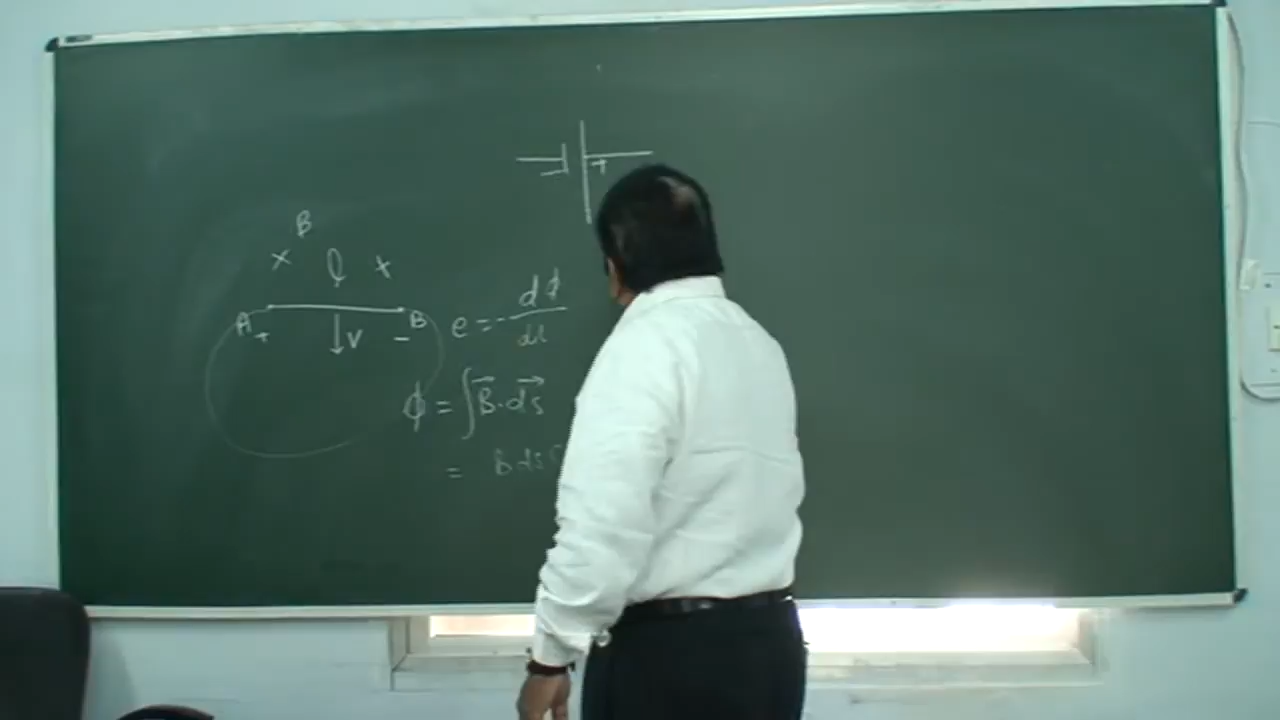 - +
B
× l ×
A B
+ v -
e = - dφ/dt
φ = ∫B⃗.ds⃗
= B ds